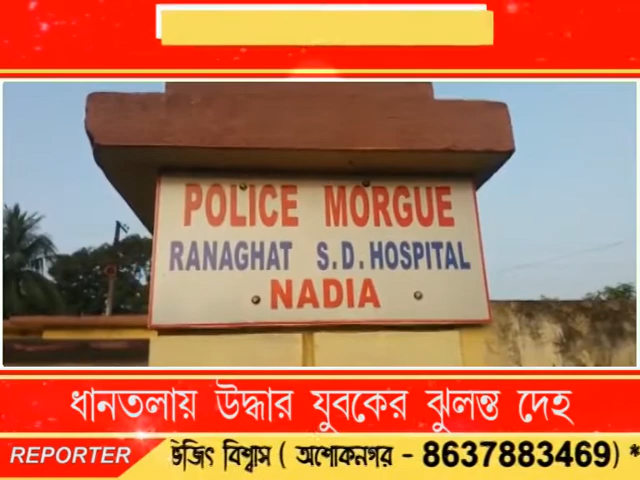 POLICE MORGUE
RANAGHAT S.D. HOSPITAL
NADIA
ধানতলায় উদ্ধার যুবকের ঝুলন্ত দেহ
REPORTER
বিশ্বাস ( অশোকনগর - 8637883469) *